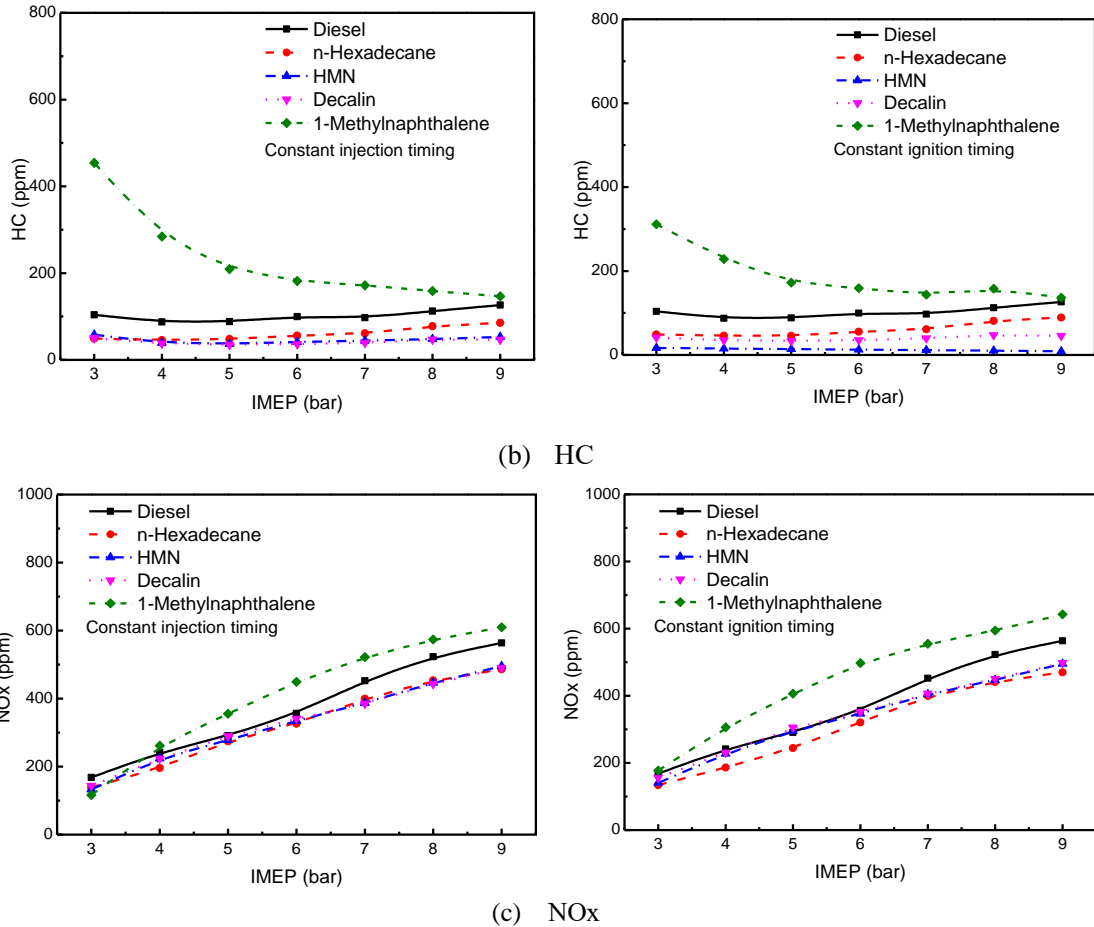 800
600
400
200
0
HC (ppm)
Diesel
n-Hexadecane
HMN
Decalin
1-Methylnaphthalene
Constant injection timing
3 4 5 6 7 8 9
IMEP (bar)
800
600
400
200
0
HC (ppm)
Diesel
n-Hexadecane
HMN
Decalin
1-Methylnaphthalene
Constant ignition timing
3 4 5 6 7 8 9
IMEP (bar)
(b) HC
1000
800
600
400
200
0
NOx (ppm)
Diesel
n-Hexadecane
HMN
Decalin
1-Methylnaphthalene
Constant injection timing
3 4 5 6 7 8 9
IMEP (bar)
1000
800
600
400
200
0
NOx (ppm)
Diesel
n-Hexadecane
HMN
Decalin
1-Methylnaphthalene
Constant ignition timing
3 4 5 6 7 8 9
IMEP (bar)
(c) NOx